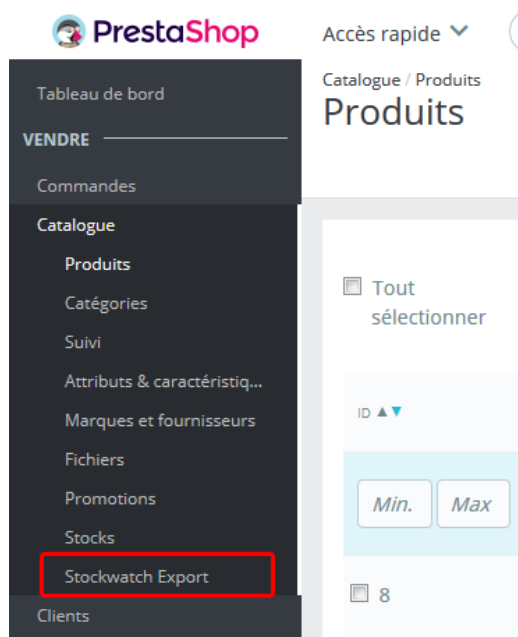 PrestaShop
Accès rapide
Catalogue / Produits
Produits
Tableau de bord
VENDRE
Commandes
Catalogue
Produits
Catégories
Suivi
Attributs & caractéristiq...
Marques et fournisseurs
Fichiers
Promotions
Stocks
Stockwatch Export
Clients
Tout
sélectionner
ID
Min. Max
8